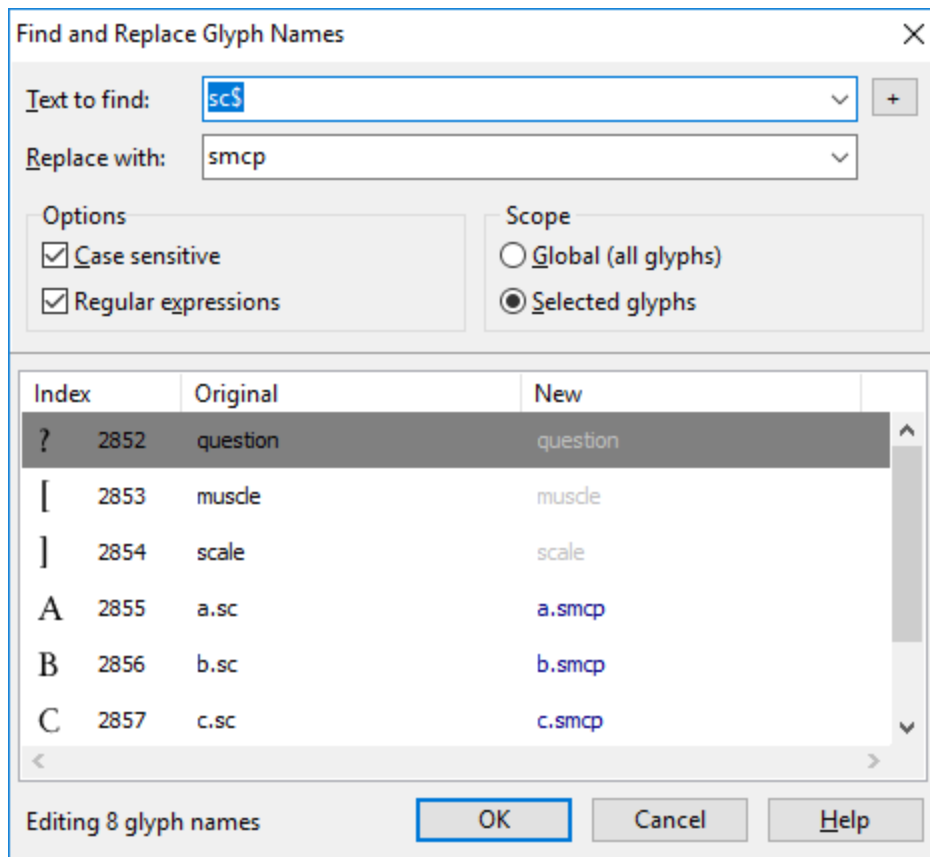 Find and Replace Glyph Names
Text to find: sc$ +
Replace with: smcp
Options
Case sensitive
Regular expressions
Scope
Global (all glyphs)
Selected glyphs
Index Original New
? 2852 question question
[ 2853 muscle muscle
] 2854 scale scale
A 2855 a.sc a.smcp
B 2856 b.sc b.smcp
C 2857 c.sc c.smcp
Editing 8 glyph names OK Cancel Help